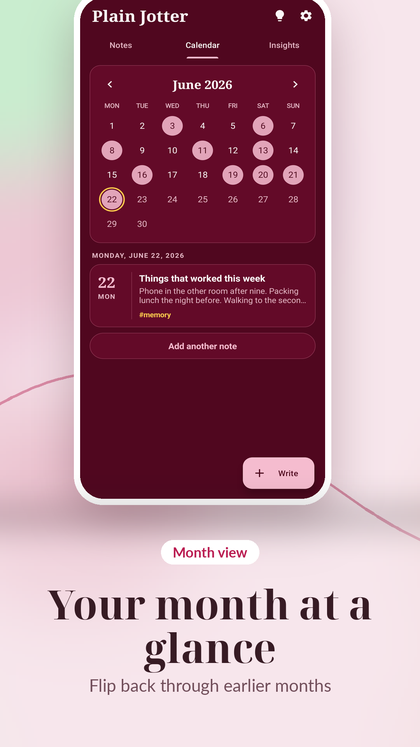 Plain Jotter
Notes Calendar Insights
June 2026
MON TUE WED THU FRI SAT SUN
1 2 3 4 5 6 7
8 9 10 11 12 13 14
15 16 17 18 19 20 21
22 23 24 25 26 27 28
29 30
MONDAY, JUNE 22, 2026
22
MON
Things that worked this week
Phone in the other room after nine. Packing
lunch the night before. Walking to the secon...
#memory
Add another note
+ Write
Month view
Your month at a
glance
Flip back through earlier months